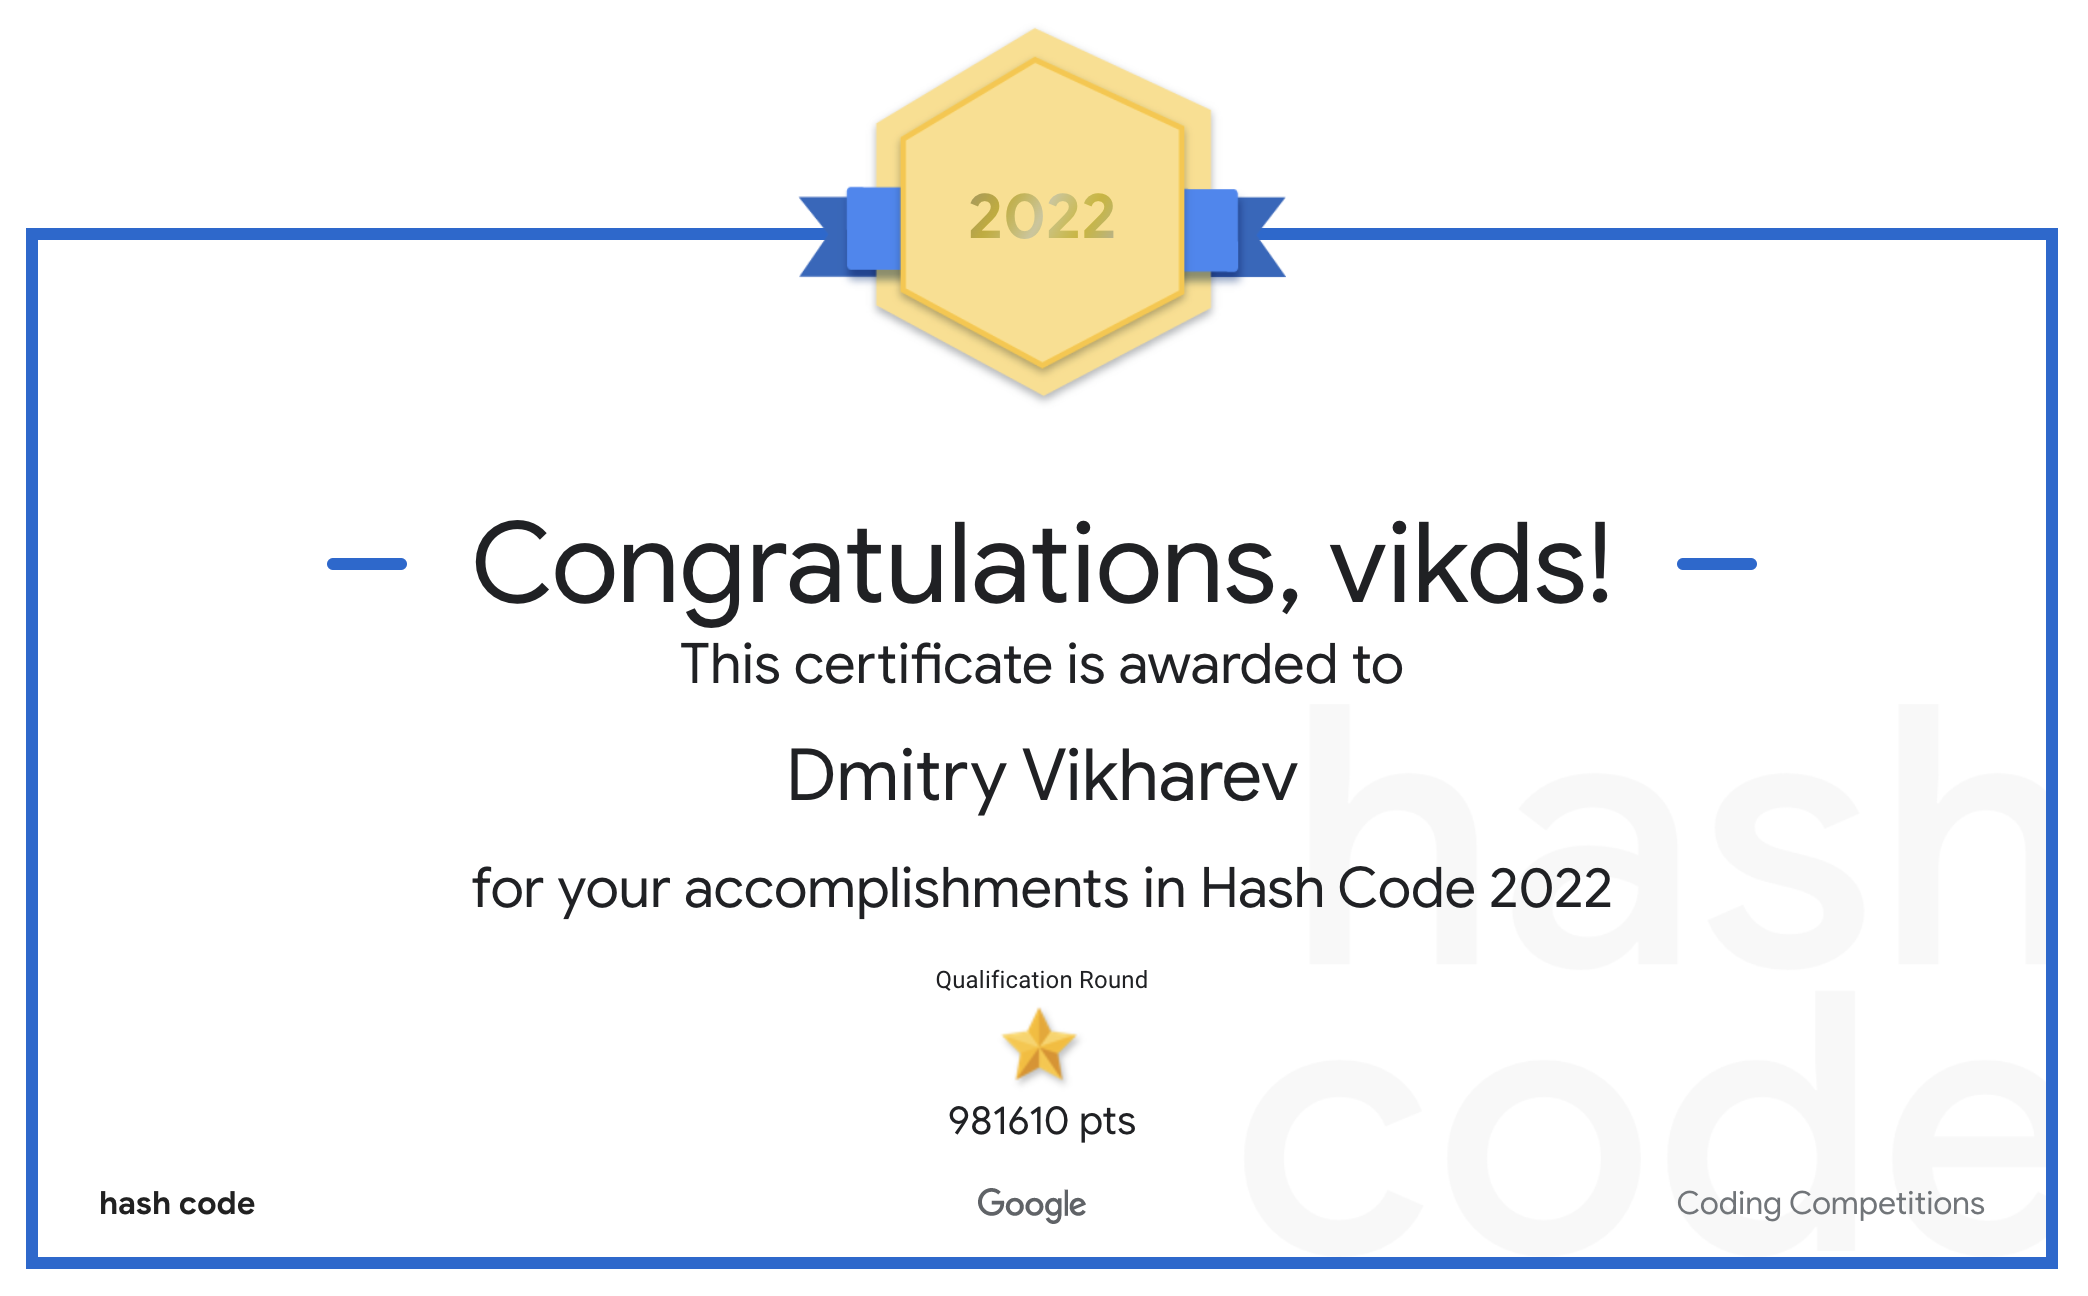 2022
Congratulations, vikds!
This certificate is awarded to
Dmitry Vikharev
for your accomplishments in Hash Code 2022
Qualification Round
981610 pts
hash code
Google
Coding Competitions
hash
code